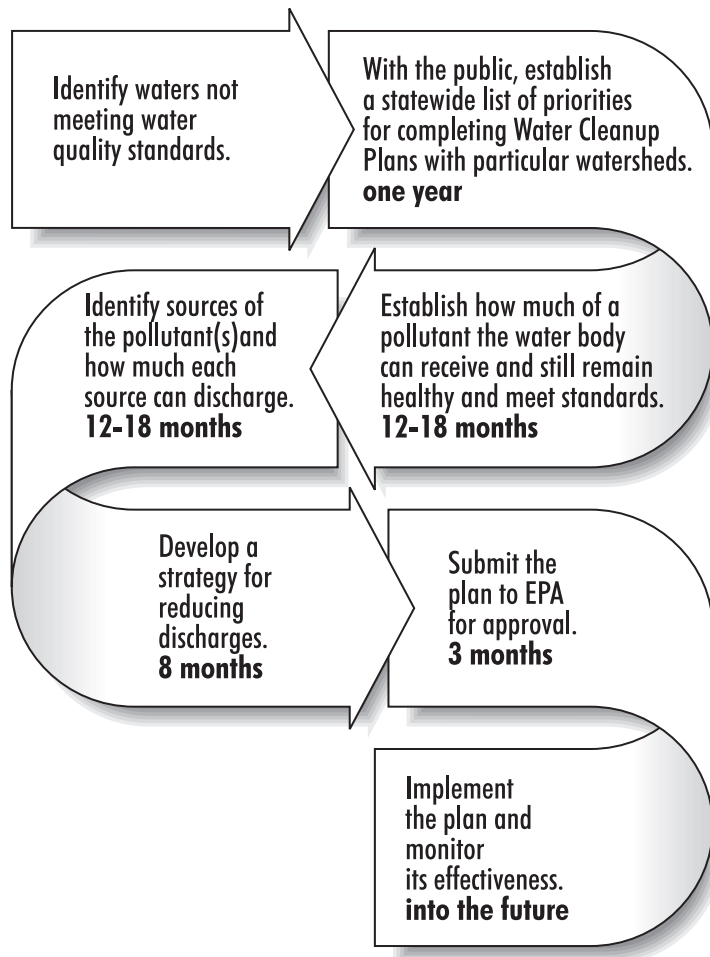 Identify waters not
meeting water
quality standards.
With the public, establish
a statewide list of priorities
for completing Water Cleanup
Plans with particular watersheds.
one year
Establish how much of a
pollutant the water body
can receive and still remain
healthy and meet standards.
12-18 months
Identify sources of
the pollutant(s)and
how much each
source can discharge.
12-18 months
Develop a
strategy for
reducing
discharges.
8 months
Submit the
plan to EPA
for approval.
3 months
Implement
the plan and
monitor
its effectiveness.
into the future